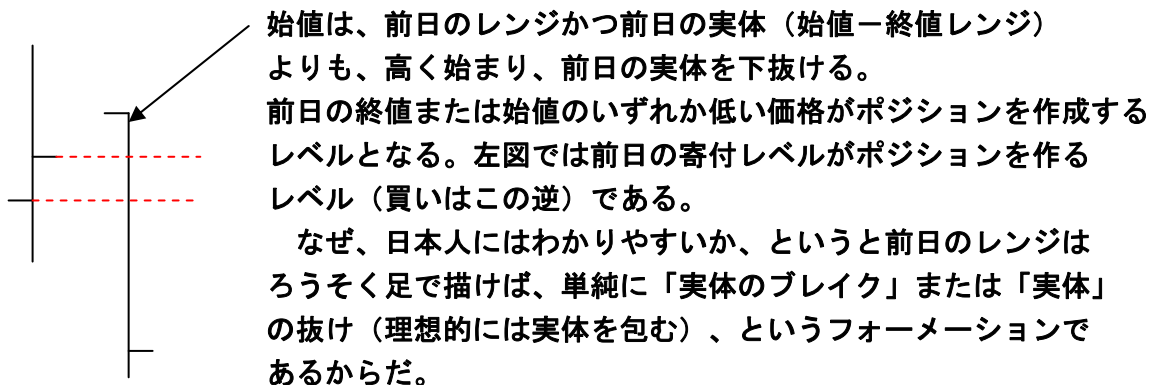 始値は、前日のレンジかつ前日の実体（始値－終値レンジ）
よりも、高く始まり、前日の実体を下抜ける。
前日の終値または始値のいずれか低い価格がポジションを作成する
レベルとなる。左図では前日の寄付レベルがポジションを作る
レベル（買いはこの逆）である。
　なぜ、日本人にはわかりやすいか、というと前日のレンジは
ろうそく足で描けば、単純に「実体のブレイク」または「実体」
の抜け（理想的には実体を包む）、というフォーメーションで
あるからだ。